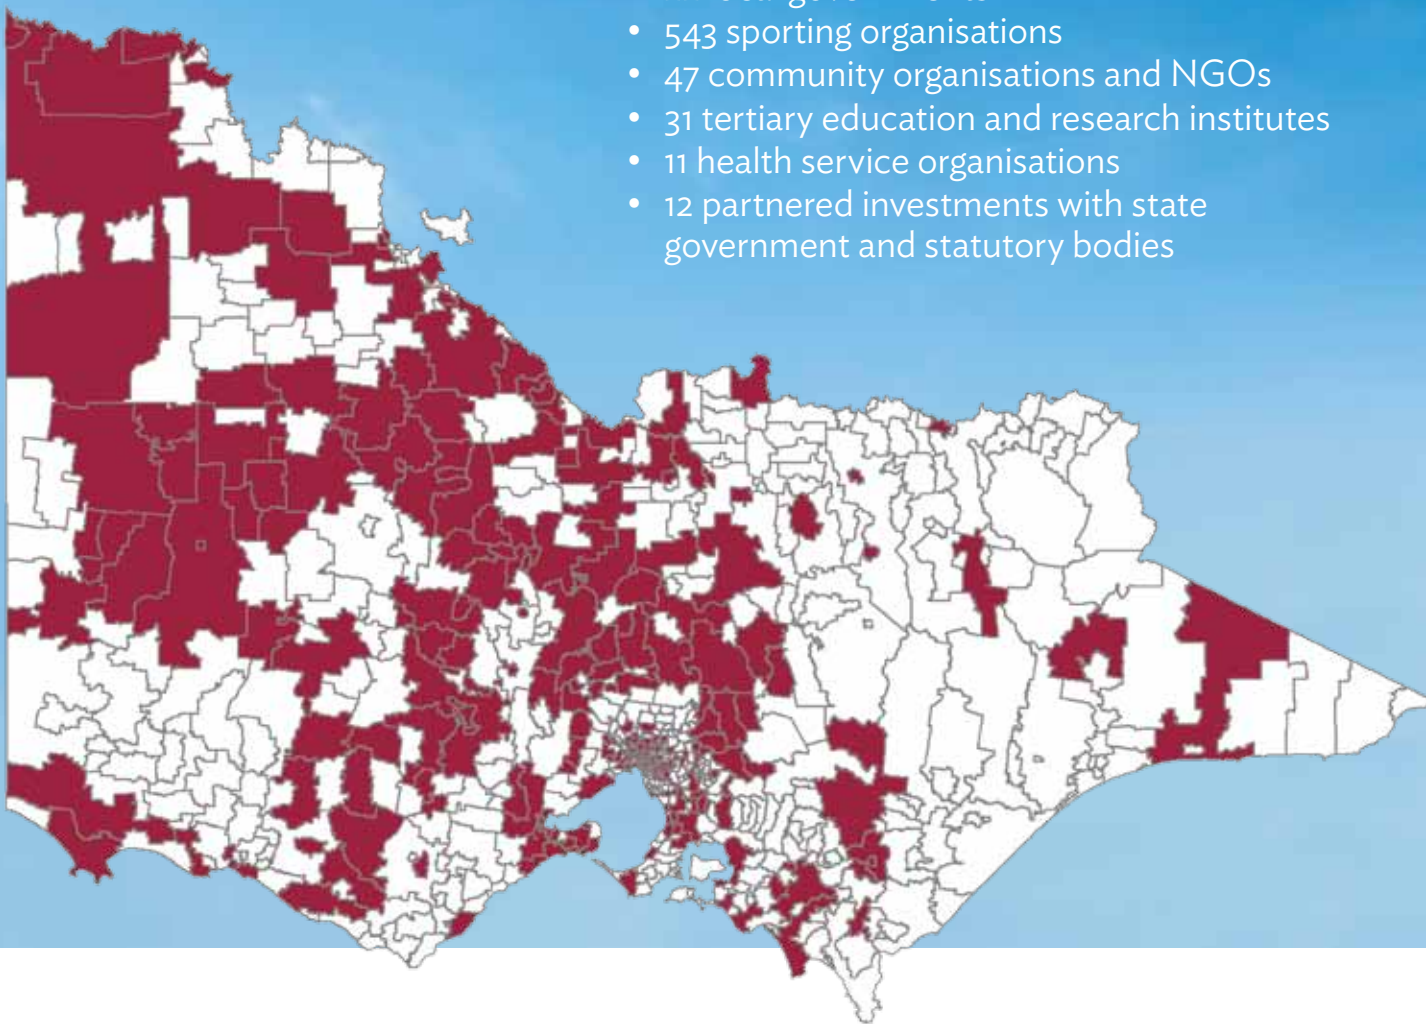 • 543 sporting organisations
• 47 community organisations and NGOs
• 31 tertiary education and research institutes
• 11 health service organisations
• 12 partnered investments with state
government and statutory bodies